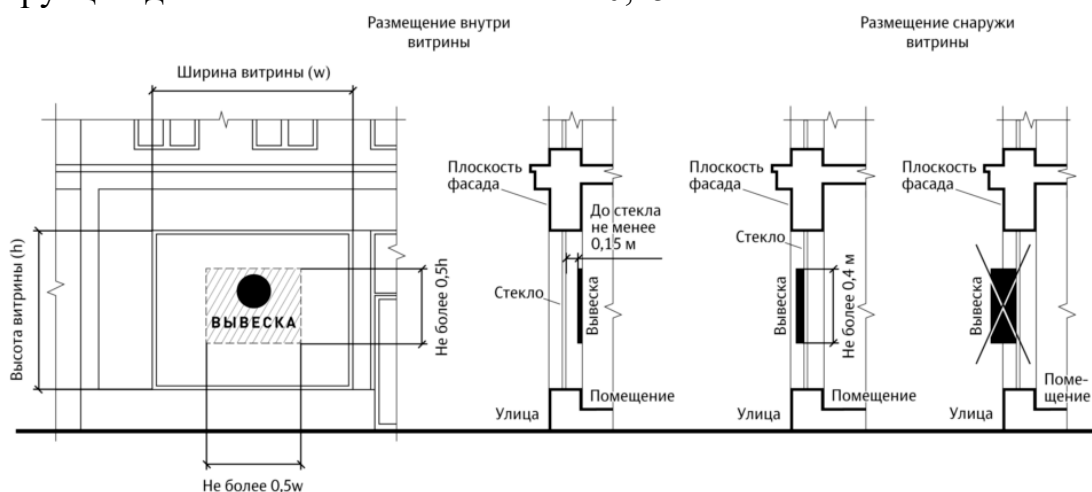 Размещение внутри
витрины
Размещение снаружи
витрины
Ширина витрины (w)
Высота витрины (h)
ВЫВЕСКА
Не более 0,5h
Не более 0,5w
Плоскость
фасада
До стекла
не менее
0,15 м
Стекло
Вывеска
Помещение
Улица
Плоскость
фасада
Стекло
Вывеска
Не более 0,4 м
Помещение
Улица
Плоскость
фасада
Вывеска
Поме-
щение
Улица